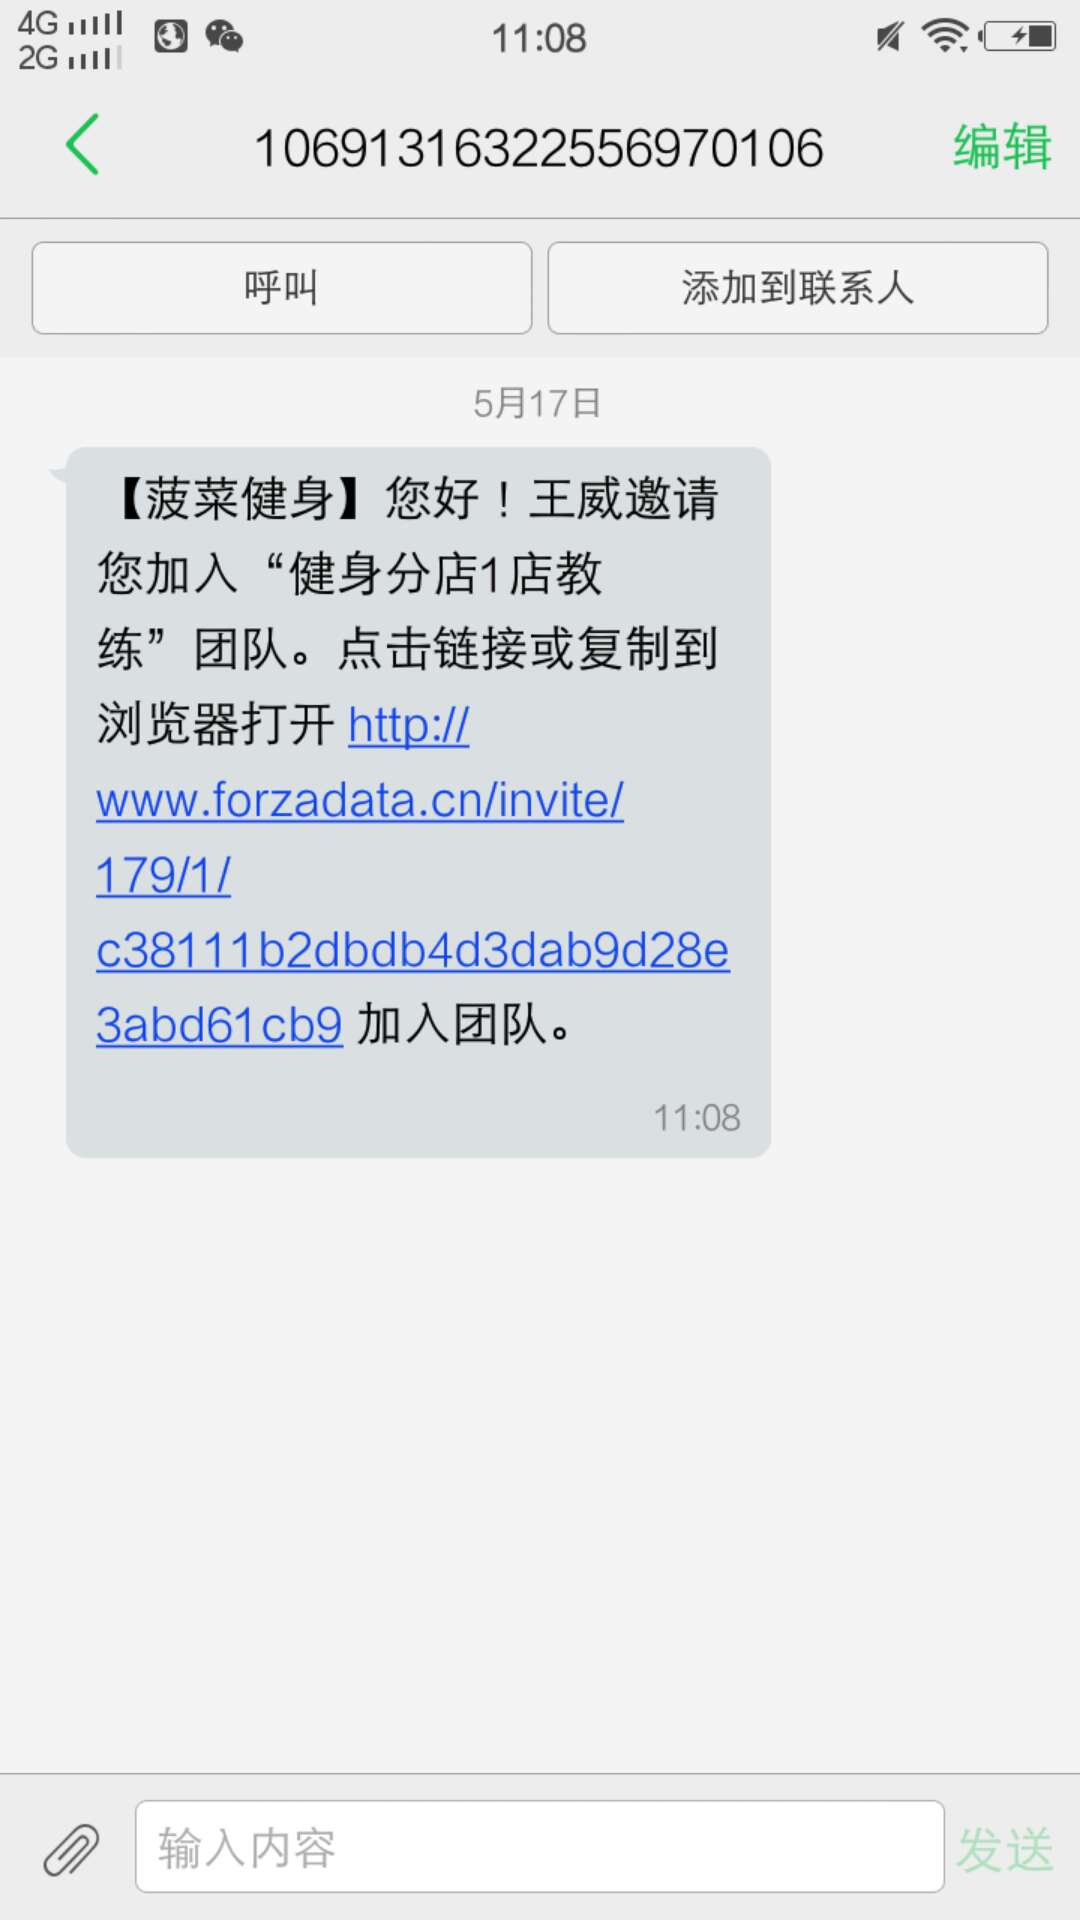 4G
2G
11:08
10691316322556970106
编辑
呼叫
添加到联系人
5月17日
【菠菜健身】您好！王威邀请
您加入“健身分店1店教
练”团队。点击链接或复制到
浏览器打开 http://
www.forzadata.cn/invite/
179/1/
c38111b2dbdb4d3dab9d28e
3abd61cb9 加入团队。
11:08
输入内容
发送